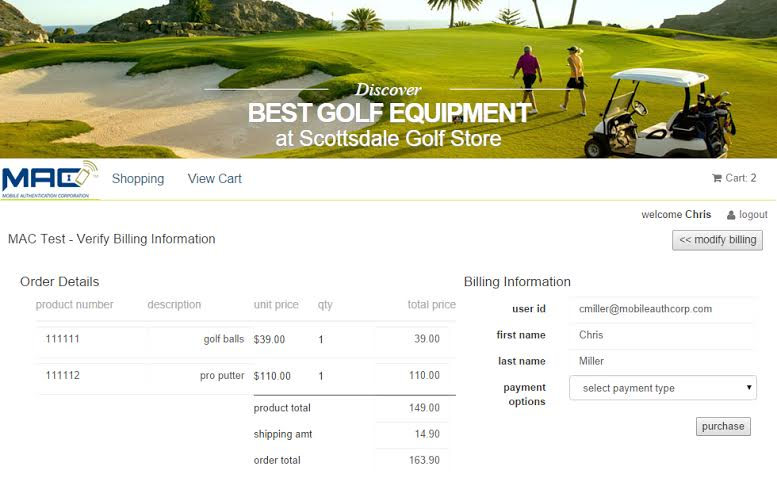 Discover
BEST GOLF EQUIPMENT
at Scottsdale Golf Store
MAC
MOBILE AUTHENTICATION CORPORATION
Shopping View Cart Cart: 2
welcome Chris logout
MAC Test - Verify Billing Information << modify billing
Order Details
product number description unit price qty total price
111111 golf balls $39.00 1 39.00
111112 pro putter $110.00 1 110.00
product total 149.00
shipping amt 14.90
order total 163.90
Billing Information
user id cmiller@mobileauthcorp.com
first name Chris
last name Miller
payment options select payment type
purchase